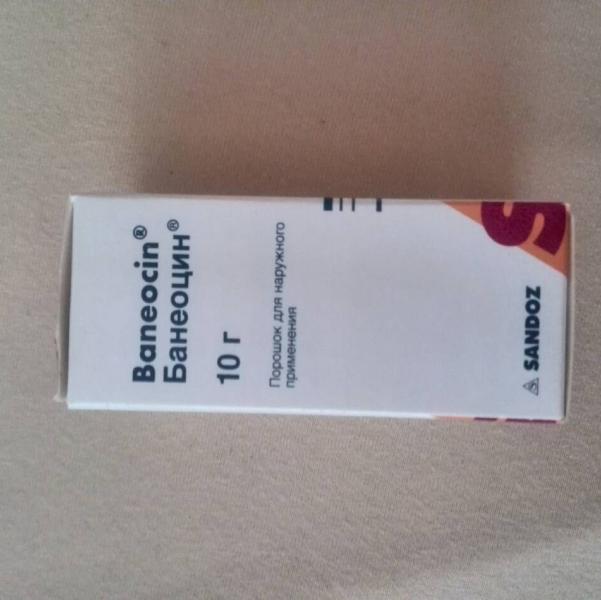 Baneocin®
Банеоцин®
10 г
Порошок для наружного
применения
SANDOZ
S